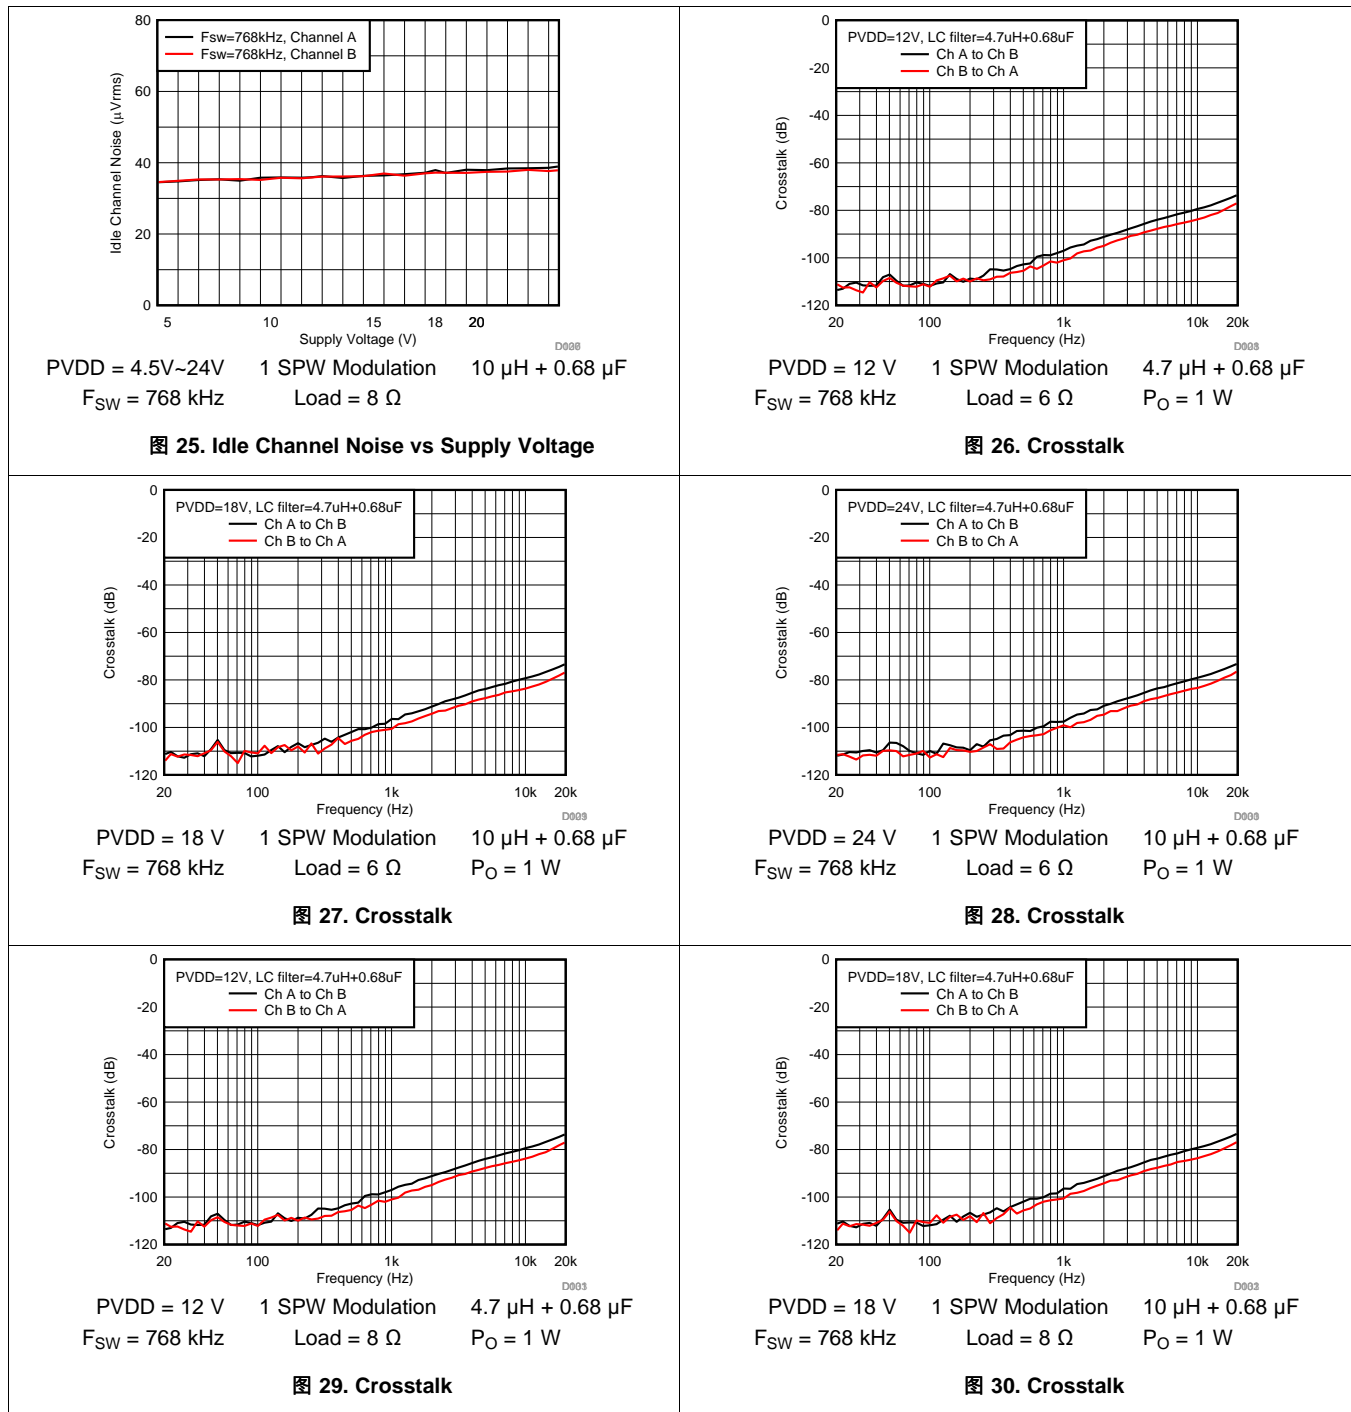 80
60
40
20
0
Idle Channel Noise (µVrms)
Fsw=768kHz, Channel A
Fsw=768kHz, Channel B
5 10 15 18 20
Supply Voltage (V)
PVDD = 4.5V~24V 1 SPW Modulation 10 µH + 0.68 µF
FSW = 768 kHz Load = 8 Ω
图 25. Idle Channel Noise vs Supply Voltage
0
-20
-40
-60
-80
-100
-120
Crosstalk (dB)
PVDD=12V, LC filter=4.7uH+0.68uF
Ch A to Ch B
Ch B to Ch A
20 100 1k 10k 20k
Frequency (Hz)
PVDD = 12 V 1 SPW Modulation 4.7 µH + 0.68 µF
FSW = 768 kHz Load = 6 Ω PO = 1 W
图 26. Crosstalk
0
-20
-40
-60
-80
-100
-120
Crosstalk (dB)
PVDD=18V, LC filter=4.7uH+0.68uF
Ch A to Ch B
Ch B to Ch A
20 100 1k 10k 20k
Frequency (Hz)
PVDD = 18 V 1 SPW Modulation 10 µH + 0.68 µF
FSW = 768 kHz Load = 6 Ω PO = 1 W
图 27. Crosstalk
0
-20
-40
-60
-80
-100
-120
Crosstalk (dB)
PVDD=24V, LC filter=4.7uH+0.68uF
Ch A to Ch B
Ch B to Ch A
20 100 1k 10k 20k
Frequency (Hz)
PVDD = 24 V 1 SPW Modulation 10 µH + 0.68 µF
FSW = 768 kHz Load = 6 Ω PO = 1 W
图 28. Crosstalk
0
-20
-40
-60
-80
-100
-120
Crosstalk (dB)
PVDD=12V, LC filter=4.7uH+0.68uF
Ch A to Ch B
Ch B to Ch A
20 100 1k 10k 20k
Frequency (Hz)
PVDD = 12 V 1 SPW Modulation 4.7 µH + 0.68 µF
FSW = 768 kHz Load = 8 Ω PO = 1 W
图 29. Crosstalk
0
-20
-40
-60
-80
-100
-120
Crosstalk (dB)
PVDD=18V, LC filter=4.7uH+0.68uF
Ch A to Ch B
Ch B to Ch A
20 100 1k 10k 20k
Frequency (Hz)
PVDD = 18 V 1 SPW Modulation 10 µH + 0.68 µF
FSW = 768 kHz Load = 8 Ω PO = 1 W
图 30. Crosstalk